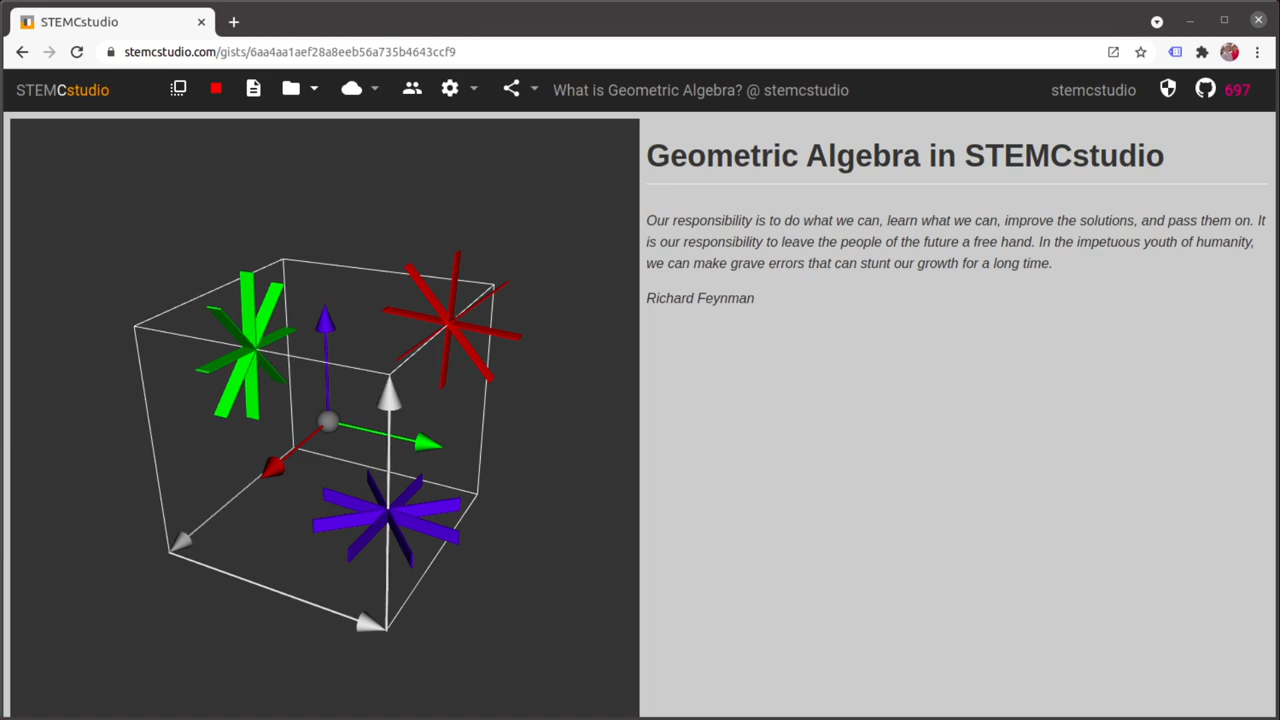 STEMCstudio
stemcstudio.com/gists/6aa4aa1aef28a8eeb56a735b4643ccf9
STEMCstudio
What is Geometric Algebra? @ stemcstudio
stemcstudio
697
Geometric Algebra in STEMCstudio
Our responsibility is to do what we can, learn what we can, improve the solutions, and pass them on. It
is our responsibility to leave the people of the future a free hand. In the impetuous youth of humanity,
we can make grave errors that can stunt our growth for a long time.
Richard Feynman